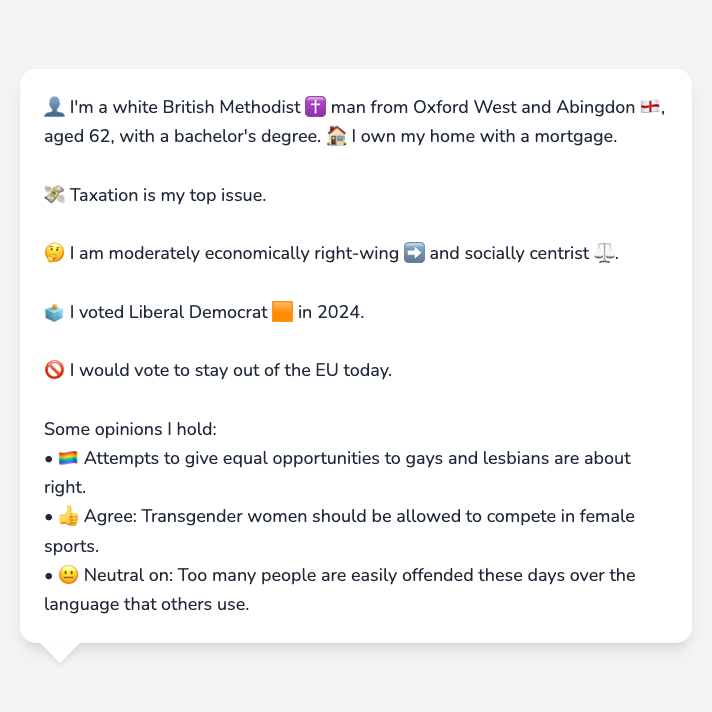 👤 I'm a white British Methodist ✝️ man from Oxford West and Abingdon 🏴󠁧󠁢󠁥󠁮󠁧󠁿,
aged 62, with a bachelor's degree. 🏠 I own my home with a mortgage.
💸 Taxation is my top issue.
🤔 I am moderately economically right-wing ➡️ and socially centrist ⚖️.
🗳️ I voted Liberal Democrat 🟧 in 2024.
🚫 I would vote to stay out of the EU today.
Some opinions I hold:
• 🏳️‍🌈 Attempts to give equal opportunities to gays and lesbians are about
right.
• 👍 Agree: Transgender women should be allowed to compete in female
sports.
• 😐 Neutral on: Too many people are easily offended these days over the
language that others use.